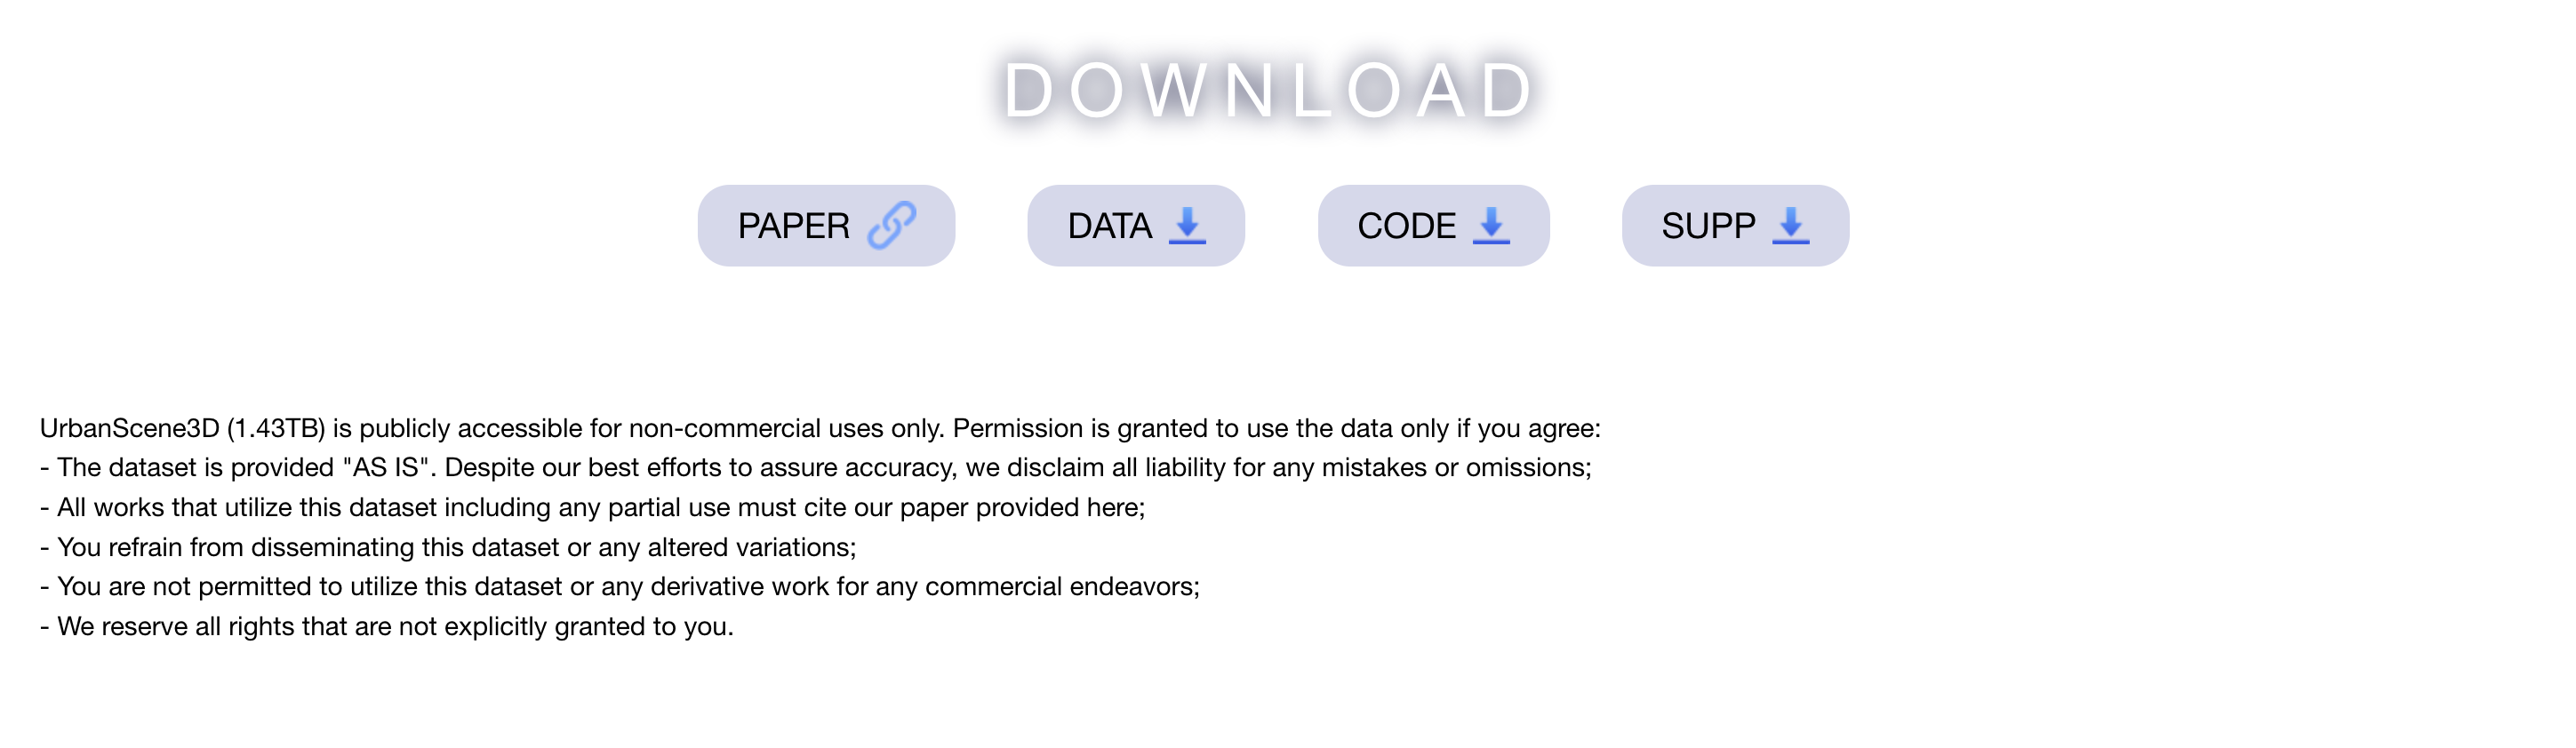 DOWNLOAD
PAPER
DATA
CODE
SUPP
UrbanScene3D (1.43TB) is publicly accessible for non-commercial uses only. Permission is granted to use the data only if you agree:
- The dataset is provided "AS IS". Despite our best efforts to assure accuracy, we disclaim all liability for any mistakes or omissions;
- All works that utilize this dataset including any partial use must cite our paper provided here;
- You refrain from disseminating this dataset or any altered variations;
- You are not permitted to utilize this dataset or any derivative work for any commercial endeavors;
- We reserve all rights that are not explicitly granted to you.